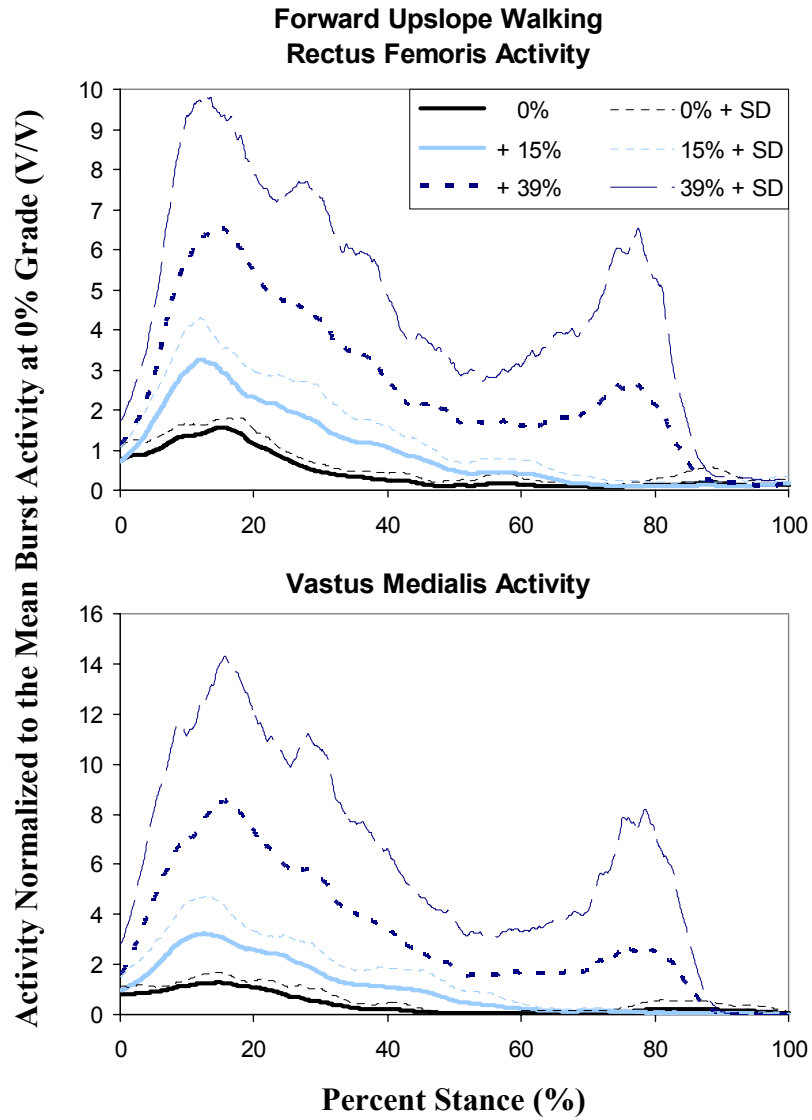 Forward Upslope Walking
Rectus Femoris Activity
Activity Normalized to the Mean Burst Activity at 0% Grade (V/V)
10
9
8
7
6
5
4
3
2
1
0
0%
0% + SD
+ 15%
15% + SD
+ 39%
39% + SD
0 20 40 60 80 100
Vastus Medialis Activity
16
14
12
10
8
6
4
2
0
0 20 40 60 80 100
Percent Stance (%)